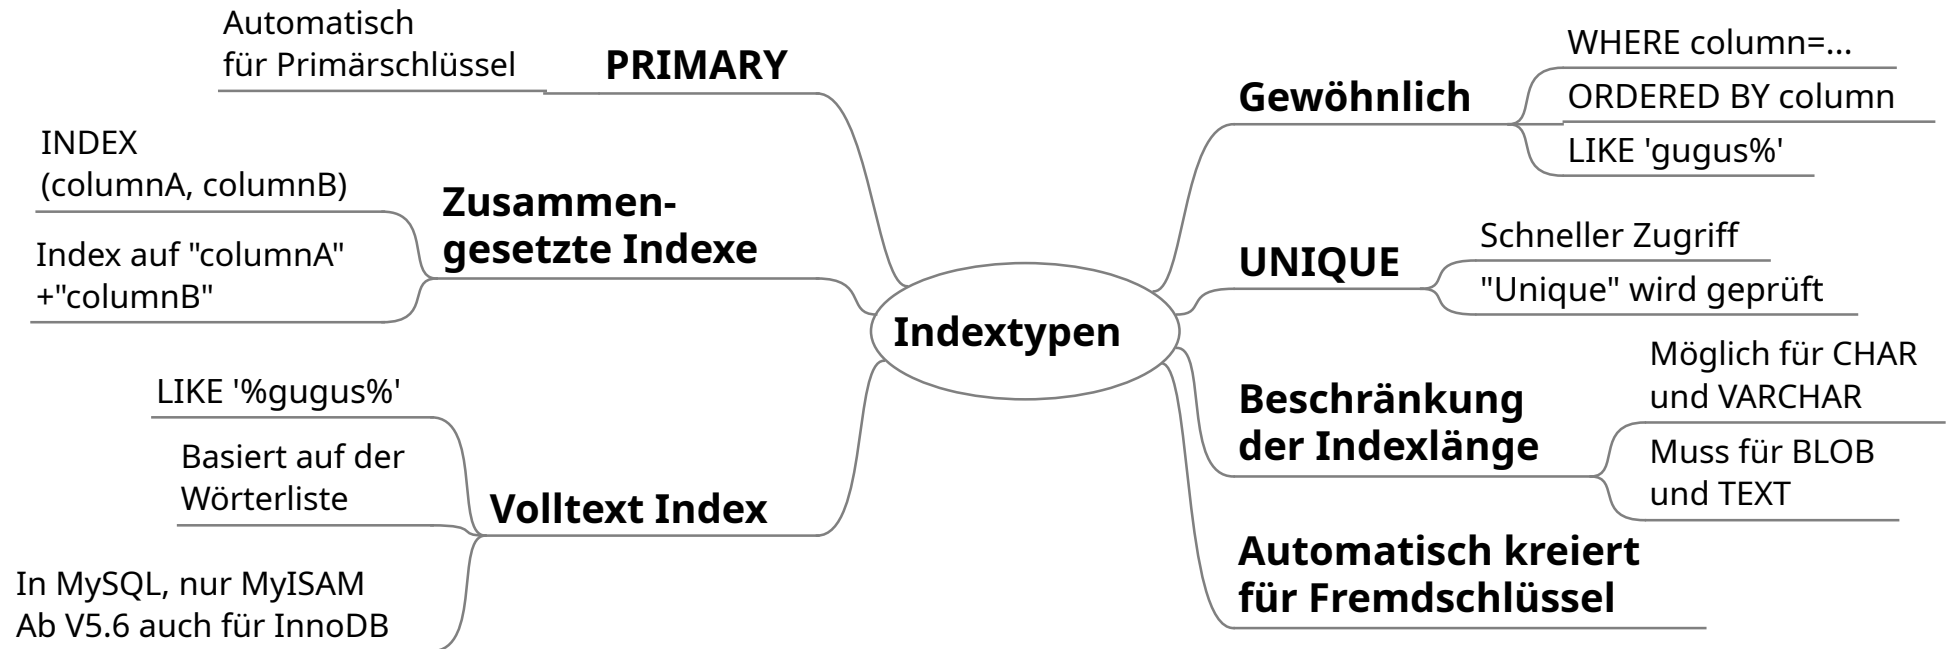 Indextypen
PRIMARY
Automatisch
für Primärschlüssel
Zusammen-
gesetzte Indexe
INDEX
(columnA, columnB)
Index auf "columnA"
+"columnB"
Volltext Index
LIKE '%gugus%'
Basiert auf der
Wörterliste
In MySQL, nur MyISAM
Ab V5.6 auch für InnoDB
Gewöhnlich
WHERE column=...
ORDERED BY column
LIKE 'gugus%'
UNIQUE
Schneller Zugriff
"Unique" wird geprüft
Beschränkung
der Indexlänge
Möglich für CHAR
und VARCHAR
Muss für BLOB
und TEXT
Automatisch kreiert
für Fremdschlüssel